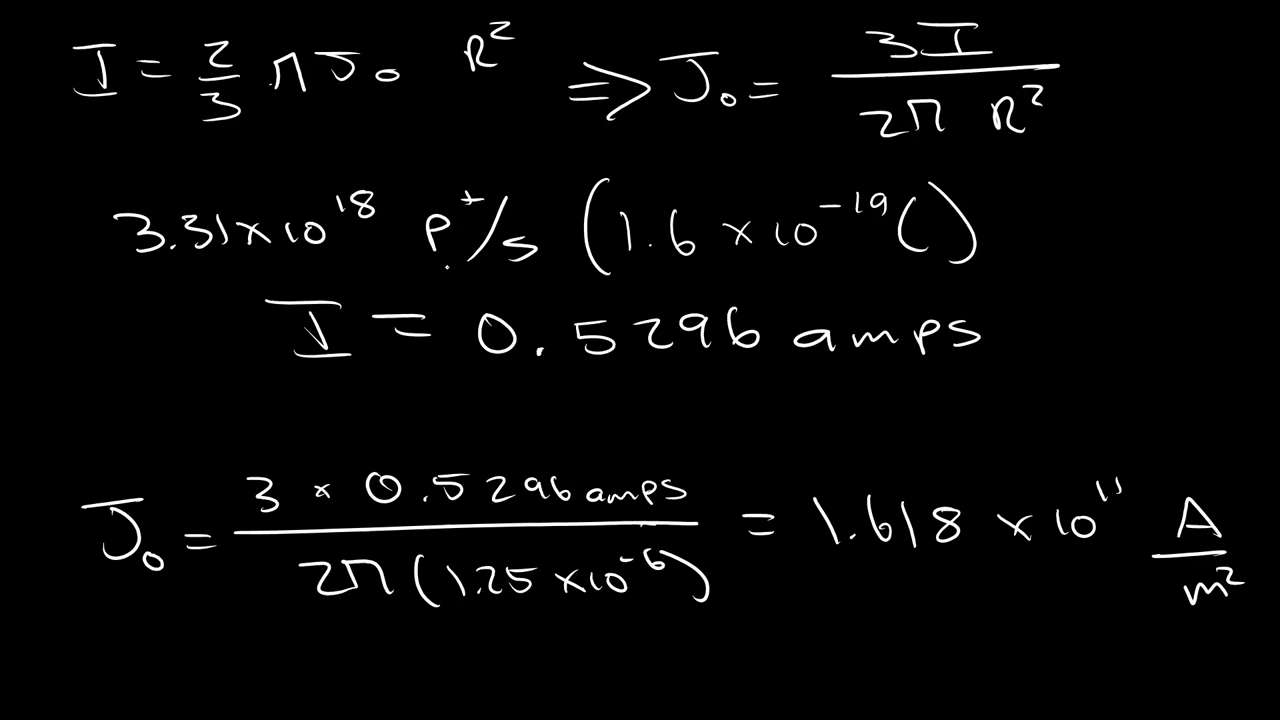 I = 2/3 π J₀ R² ⇒ J₀ = 3I / 2π R²
3.31 × 10¹⁸ P⁺/s (1.6 × 10⁻¹⁹ C)
I = 0.5296 amps
J₀ = 3 × 0.5296 amps / 2π (1.25 × 10⁻⁶) = 1.618 × 10¹¹ A/m²